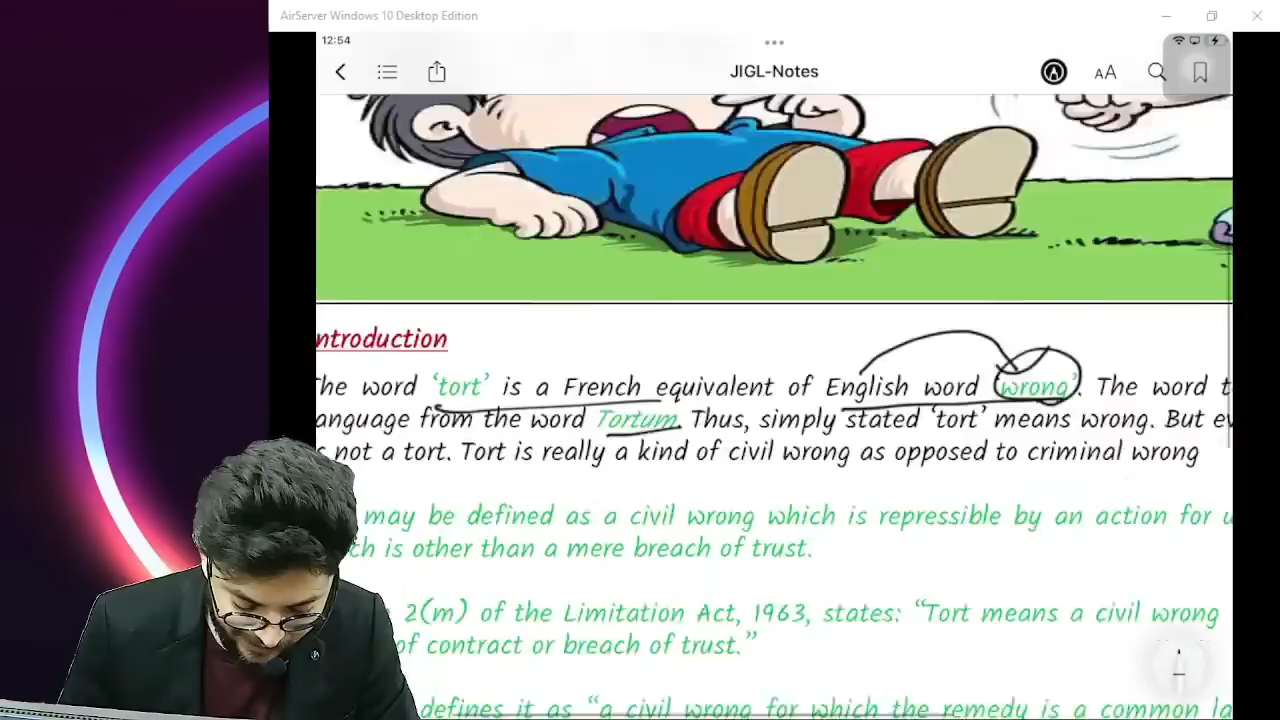 AirServer Windows 10 Desktop Edition
12:54
JIGL-Notes
AA
ntroduction
The word ‘tort’ is a French equivalent of English word ‘wrong’. The word t
anguage from the word Tortum. Thus, simply stated ‘tort’ means wrong. But ev
not a tort. Tort is really a kind of civil wrong as opposed to criminal wrong
may be defined as a civil wrong which is repressible by an action for u
ch is other than a mere breach of trust.
2(m) of the Limitation Act, 1963, states: “Tort means a civil wrong
of contract or breach of trust.”
defines it as “a civil wrong for which the remedy is a common la